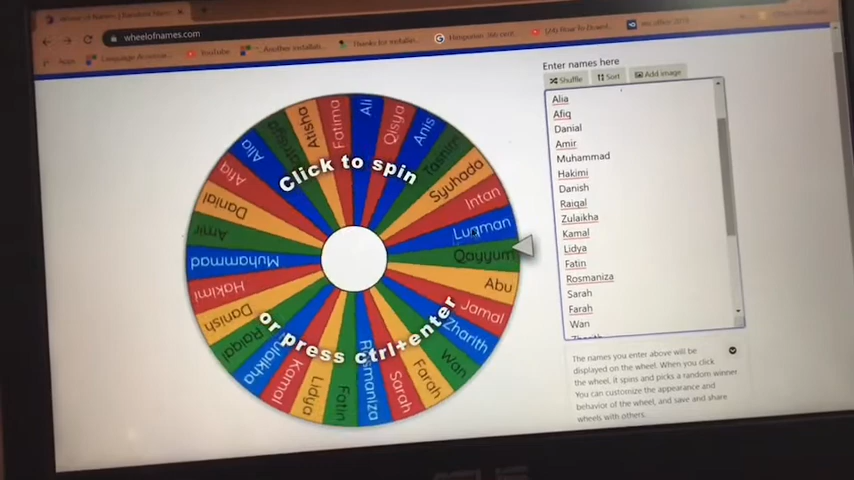 wheelofnames.com
Apps
YouTube
Enter names here
Shuffle
Sort
Add image
Alia
Afiq
Danial
Amir
Muhammad
Hakimi
Danish
Raiqal
Zulaikha
Kamal
Lidya
Fatin
Rosmaniza
Sarah
Farah
Wan
The names you enter above will be
displayed on the wheel. When you click
the wheel, it spins and picks a random winner
You can customize the appearance and
behavior of the wheel, and save and share
wheels with others.
Click to spin
or press ctrl+enter
Fatima
Ali
Qisya
Anis
Tasnim
Syuhada
Intan
Luqman
Qayyum
Abu
Jamal
Zharith
Wan
Farah
Sarah
Rosmaniza
Fatin
Lidya
Kamal
Raiqal
Danish
Hakimi
Muhammad
Amir
Danial
Afiq
Alia